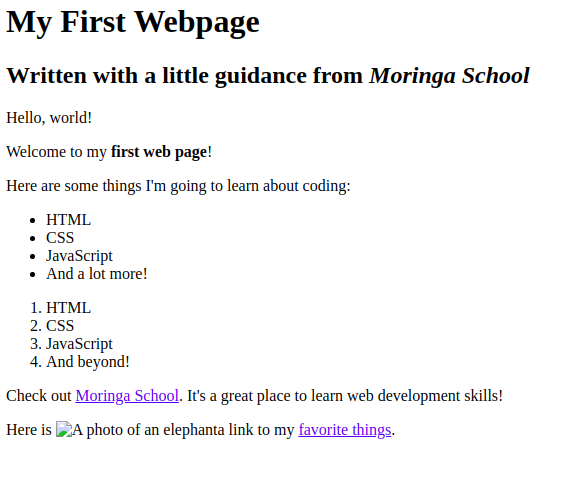 My First Webpage
Written with a little guidance from Moringa School
Hello, world!
Welcome to my first web page!
Here are some things I'm going to learn about coding:
• HTML
• CSS
• JavaScript
• And a lot more!
1. HTML
2. CSS
3. JavaScript
4. And beyond!
Check out Moringa School. It's a great place to learn web development skills!
Here is A photo of an elephanta link to my favorite things.